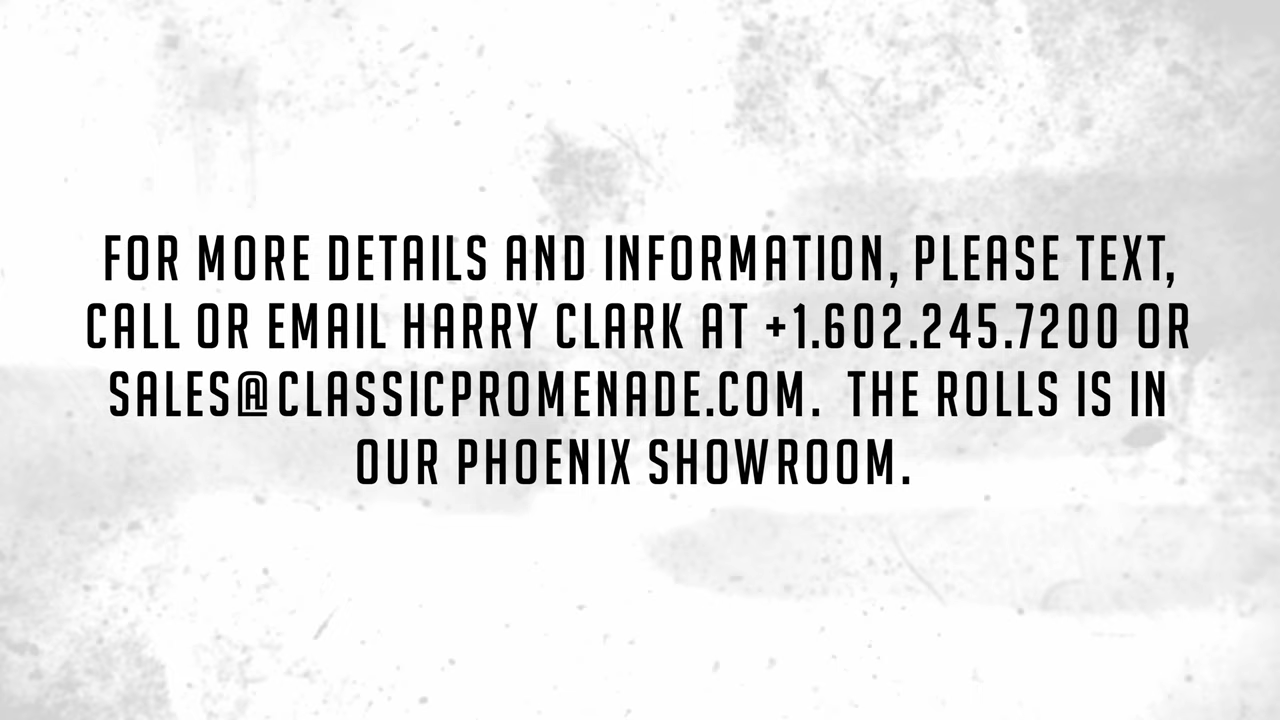 FOR MORE DETAILS AND INFORMATION, PLEASE TEXT,
CALL OR EMAIL HARRY CLARK AT +1.602.245.7200 OR
SALES@CLASSICPROMENADE.COM.  THE ROLLS IS IN
OUR PHOENIX SHOWROOM.